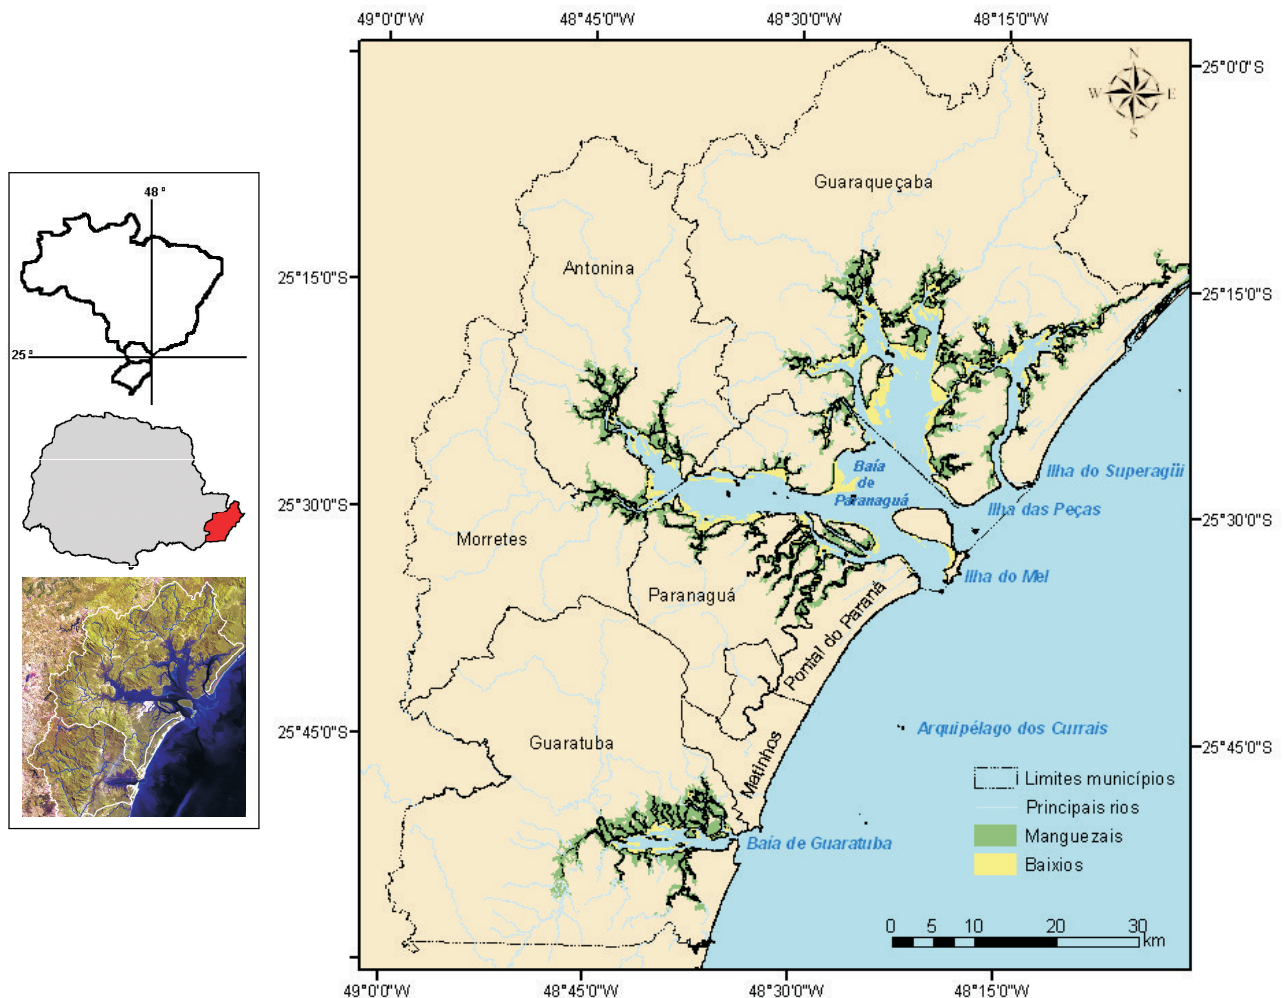 49°0'0"W
48°45'0"W
48°30'0"W
48°15'0"W
N
W
E
S
25°0'0"S
25°15'0"S
25°15'0"S
25°30'0"S
25°30'0"S
25°45'0"S
25°45'0"S
48°
25°
Guaraqueçaba
Antonina
Morretes
Paranaguá
Guaratuba
Matinhos
Pontal do Paraná
Baía
de
Paranaguá
Ilha do Superagüi
Ilha das Peças
Ilha do Mel
Arquipélago dos Currais
Baía de Guaratuba
Limites municípios
Principais rios
Manguezais
Baixios
0 5 10 20 30
km
49°0'0"W
48°45'0"W
48°30'0"W
48°15'0"W